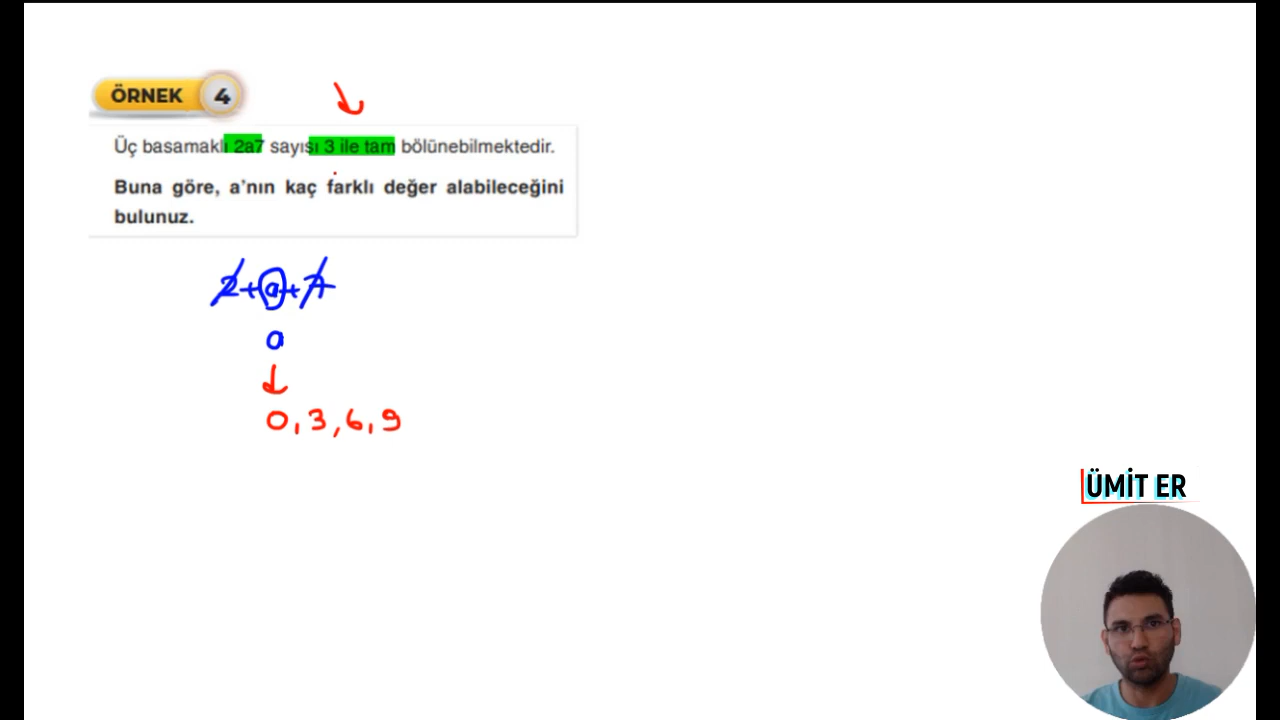 ÖRNEK 4
Üç basamaklı 2a7 sayısı 3 ile tam bölünebilmektedir.
Buna göre, a’nın kaç farklı değer alabileceğini
bulunuz.
2+a+7
a
0, 3, 6, 9
ÜMİT ER